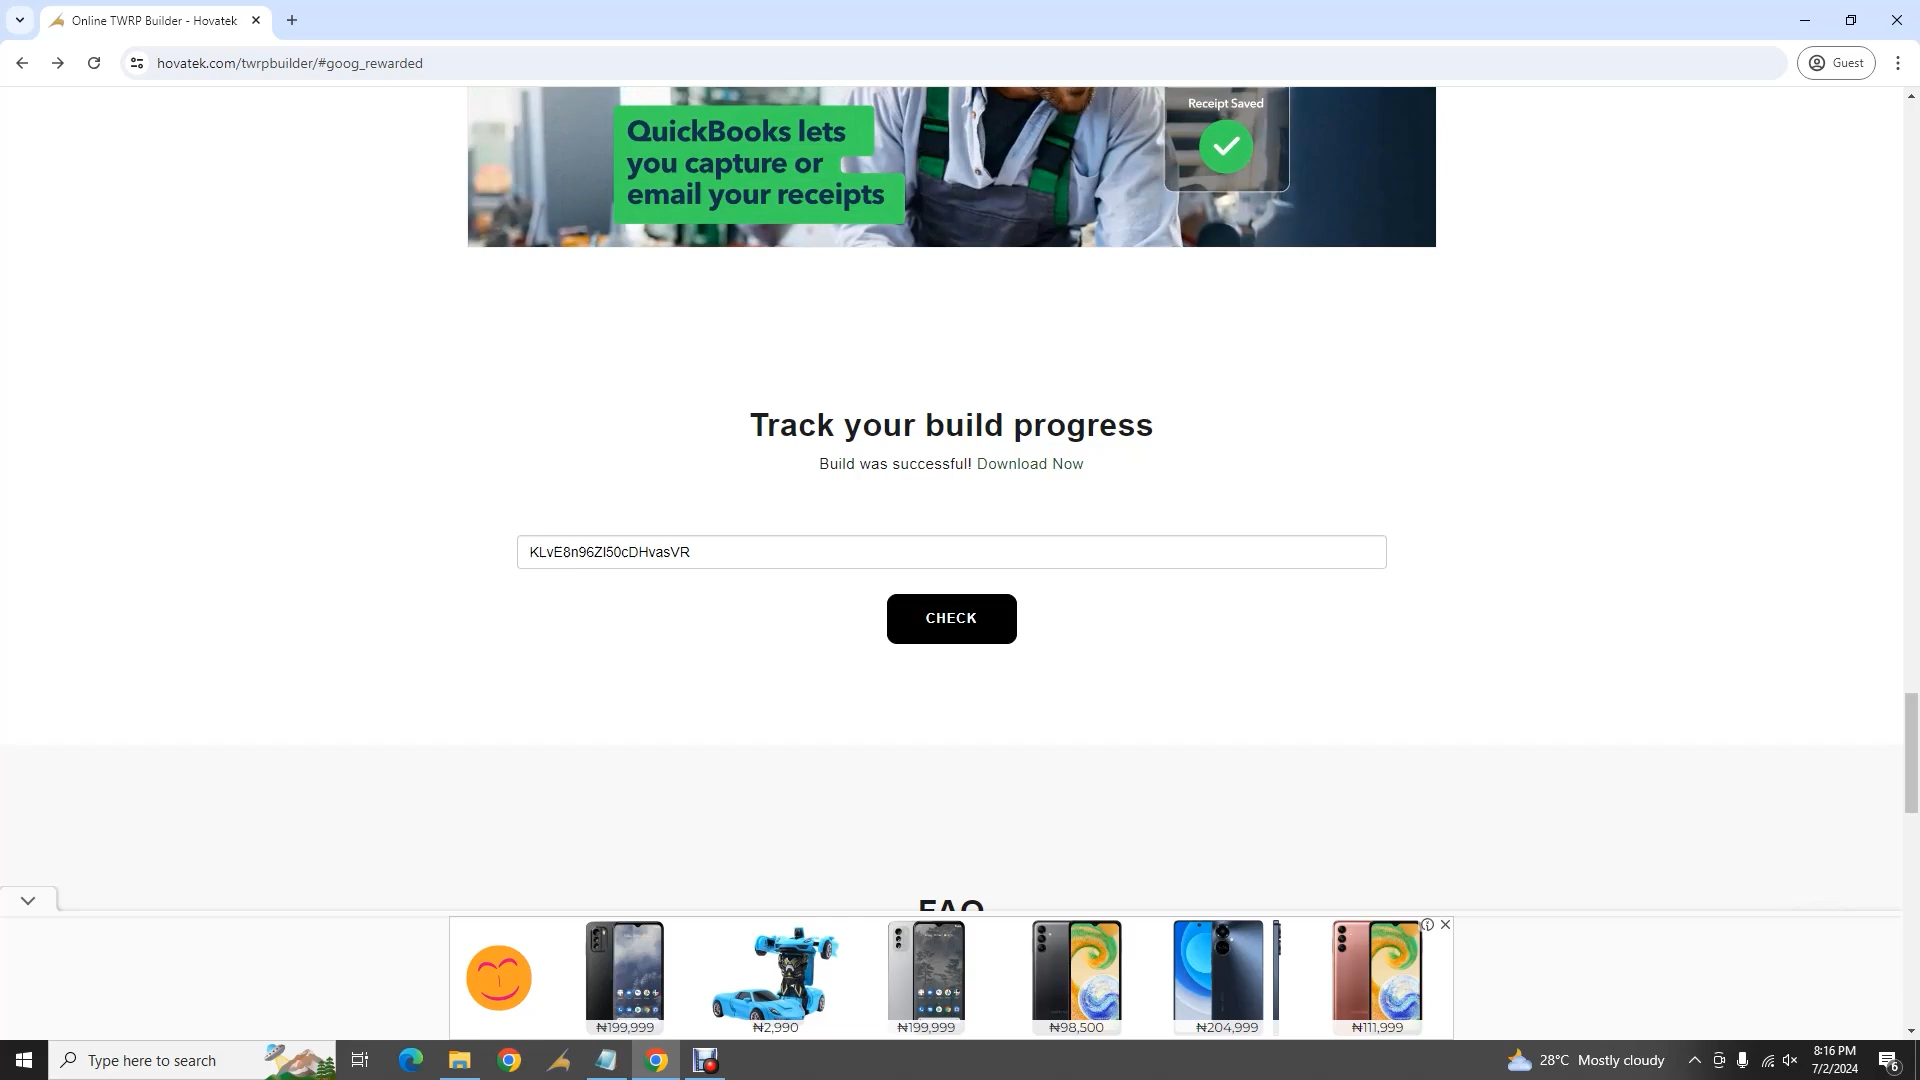 Online TWRP Builder - Hovatek
hovatek.com/twrpbuilder/#goog_rewarded
Guest
Receipt Saved
QuickBooks lets
you capture or
email your receipts
Track your build progress
Build was successful! Download Now
KLvE8n96ZI50cDHvasVR
CHECK
FAQ
₦199,999
₦2,990
₦199,999
₦98,500
₦204,999
₦111,999
Type here to search
28°C Mostly cloudy
8:16 PM
7/2/2024
6